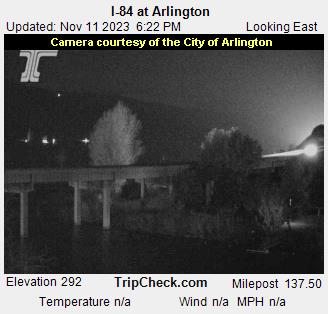 I-84 at Arlington
Updated: Nov 11 2023 6:22 PM Looking East
Camera courtesy of the City of Arlington
Elevation 292 TripCheck.com Milepost 137.50
Temperature n/a Wind n/a MPH n/a